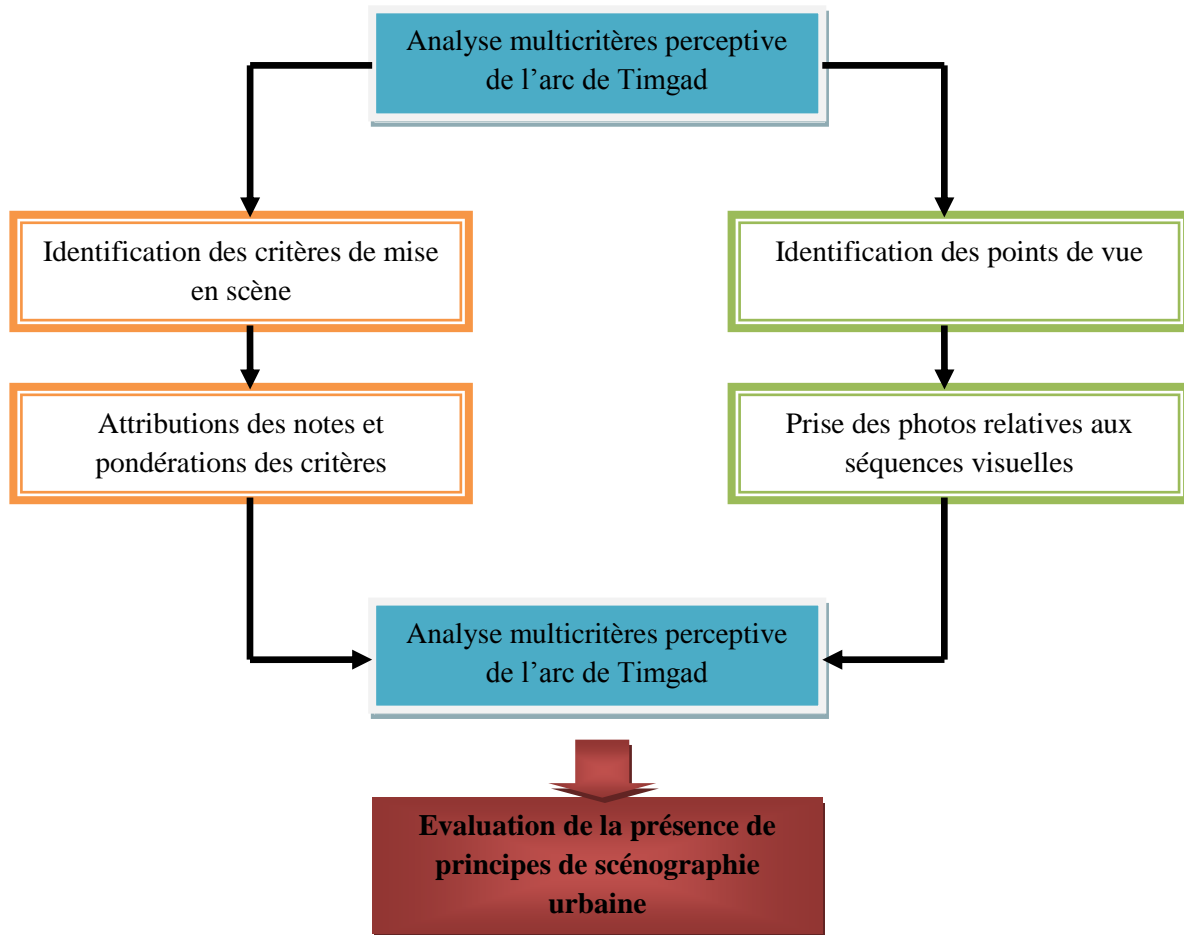 Analyse multicritères perceptive
de l’arc de Timgad
Identification des critères de mise
en scène
Identification des points de vue
Attributions des notes et
pondérations des critères
Prise des photos relatives aux
séquences visuelles
Analyse multicritères perceptive
de l’arc de Timgad
Evaluation de la présence de
principes de scénographie
urbaine